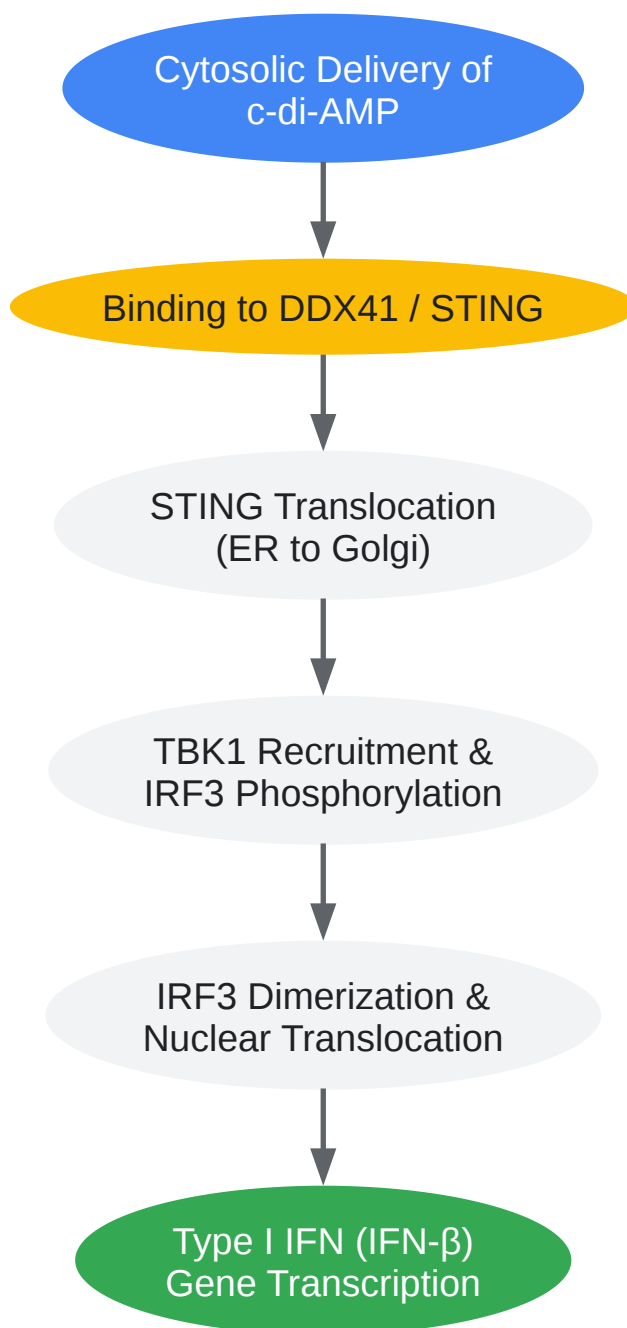 Cytosolic Delivery of
c-di-AMP
Binding to DDX41 / STING
STING Translocation
(ER to Golgi)
TBK1 Recruitment &
IRF3 Phosphorylation
IRF3 Dimerization &
Nuclear Translocation
Type I IFN (IFN-β)
Gene Transcription